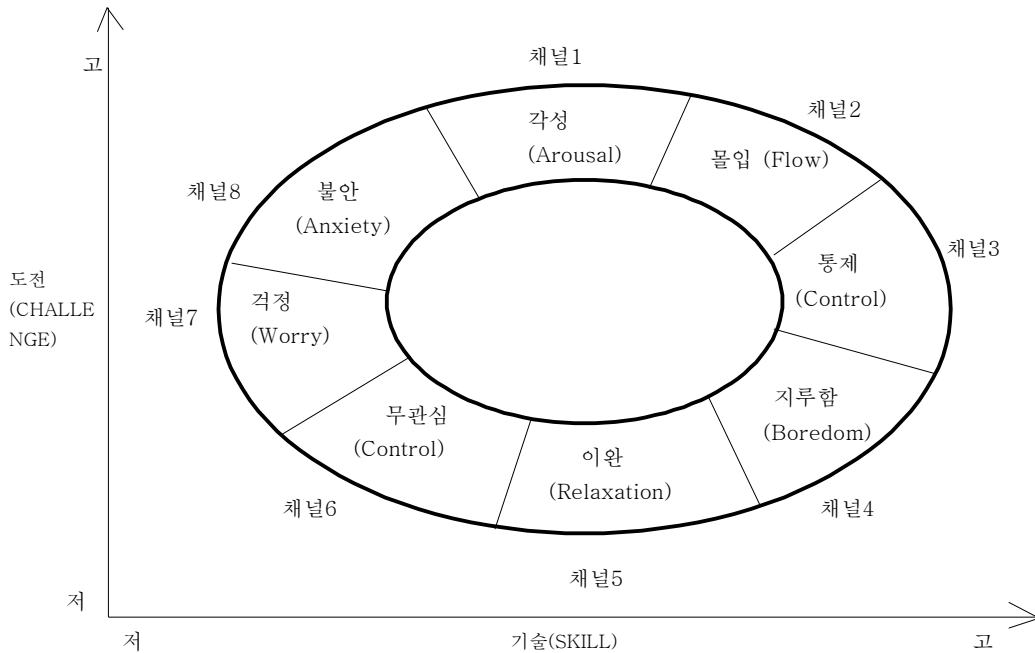 고
채널1
채널2
각성
(Arousal)
몰입 (Flow)
채널8
불안
(Anxiety)
채널3
통제
(Control)
도전
(CHALLE
NGE)
채널7
걱정
(Worry)
무관심
(Control)
지루함
(Boredom)
이완
(Relaxation)
채널6
채널4
채널5
저
저
기술(SKILL)
고